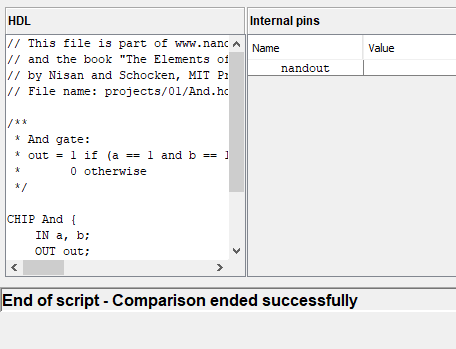 HDL
// This file is part of www.nand
// and the book "The Elements of
// by Nisan and Schocken, MIT Pr
// File name: projects/01/And.hd
/**
* And gate:
* out = 1 if (a == 1 and b == 1
* 0 otherwise
*/
CHIP And {
IN a, b;
OUT out;
Internal pins
Name Value
nandout
End of script - Comparison ended successfully